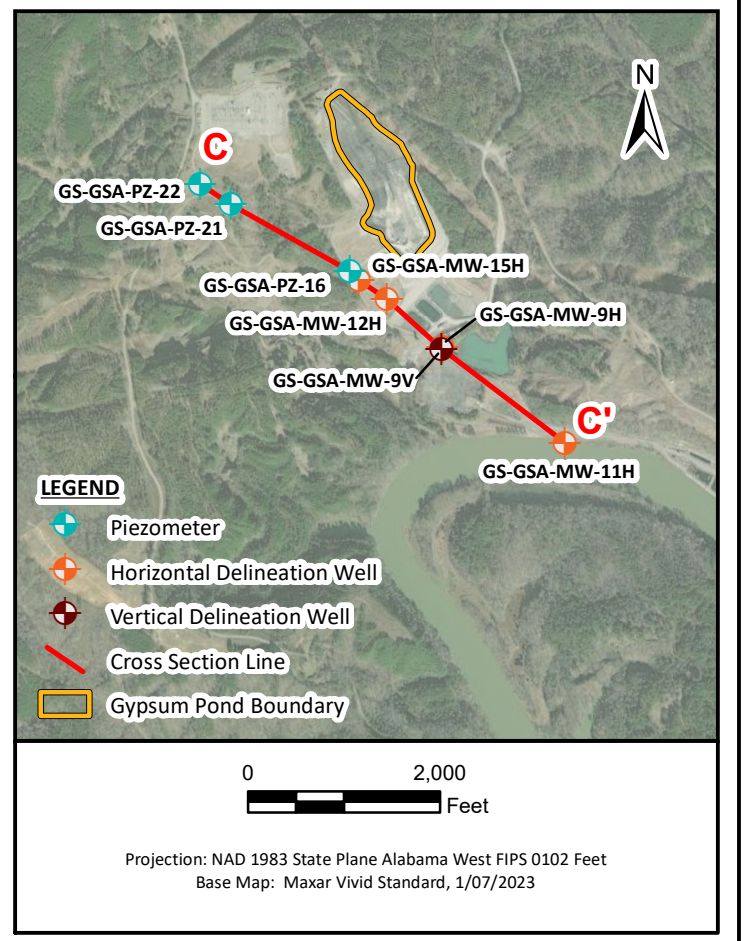 N
C
GS-GSA-PZ-22
GS-GSA-PZ-21
GS-GSA-MW-15H
GS-GSA-PZ-16
GS-GSA-MW-12H
GS-GSA-MW-9H
GS-GSA-MW-9V
C'
GS-GSA-MW-11H
LEGEND
Piezometer
Horizontal Delineation Well
Vertical Delineation Well
Cross Section Line
Gypsum Pond Boundary
0 2,000
Feet
Projection: NAD 1983 State Plane Alabama West FIPS 0102 Feet
Base Map: Maxar Vivid Standard, 1/07/2023